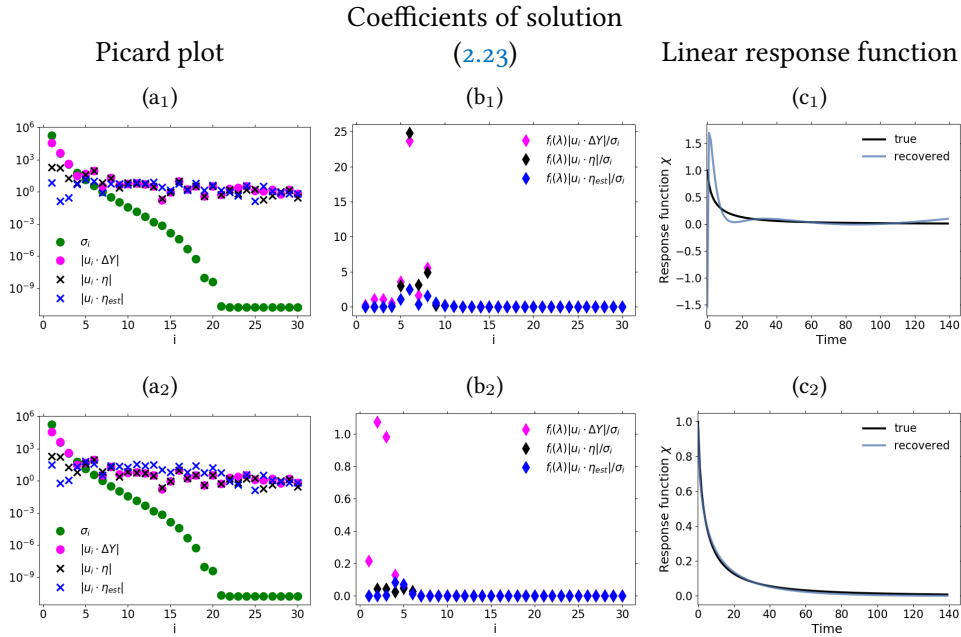 Picard plot
Coefficients of solution
(2.23)
Linear response function
(a₁)
(b₁)
(c₁)
10⁶
10³
10⁰
10⁻³
10⁻⁶
10⁻⁹
σᵢ
|uᵢ · ΔY|
|uᵢ · η|
|uᵢ · ηₑₛₜ|
0 5 10 15 20 25 30
i
25
20
15
10
5
0
fᵢ(λ)|uᵢ · ΔY|/σᵢ
fᵢ(λ)|uᵢ · η|/σᵢ
fᵢ(λ)|uᵢ · ηₑₛₜ|/σᵢ
0 5 10 15 20 25 30
i
Response function χ
1.5
1.0
0.5
0.0
−0.5
−1.0
−1.5
true
recovered
0 20 40 60 80 100 120 140
Time
(a₂)
(b₂)
(c₂)
10⁶
10³
10⁰
10⁻³
10⁻⁶
10⁻⁹
σᵢ
|uᵢ · ΔY|
|uᵢ · η|
|uᵢ · ηₑₛₜ|
0 5 10 15 20 25 30
i
1.0
0.8
0.6
0.4
0.2
0.0
fᵢ(λ)|uᵢ · ΔY|/σᵢ
fᵢ(λ)|uᵢ · η|/σᵢ
fᵢ(λ)|uᵢ · ηₑₛₜ|/σᵢ
0 5 10 15 20 25 30
i
Response function χ
1.0
0.8
0.6
0.4
0.2
0.0
true
recovered
0 20 40 60 80 100 120 140
Time